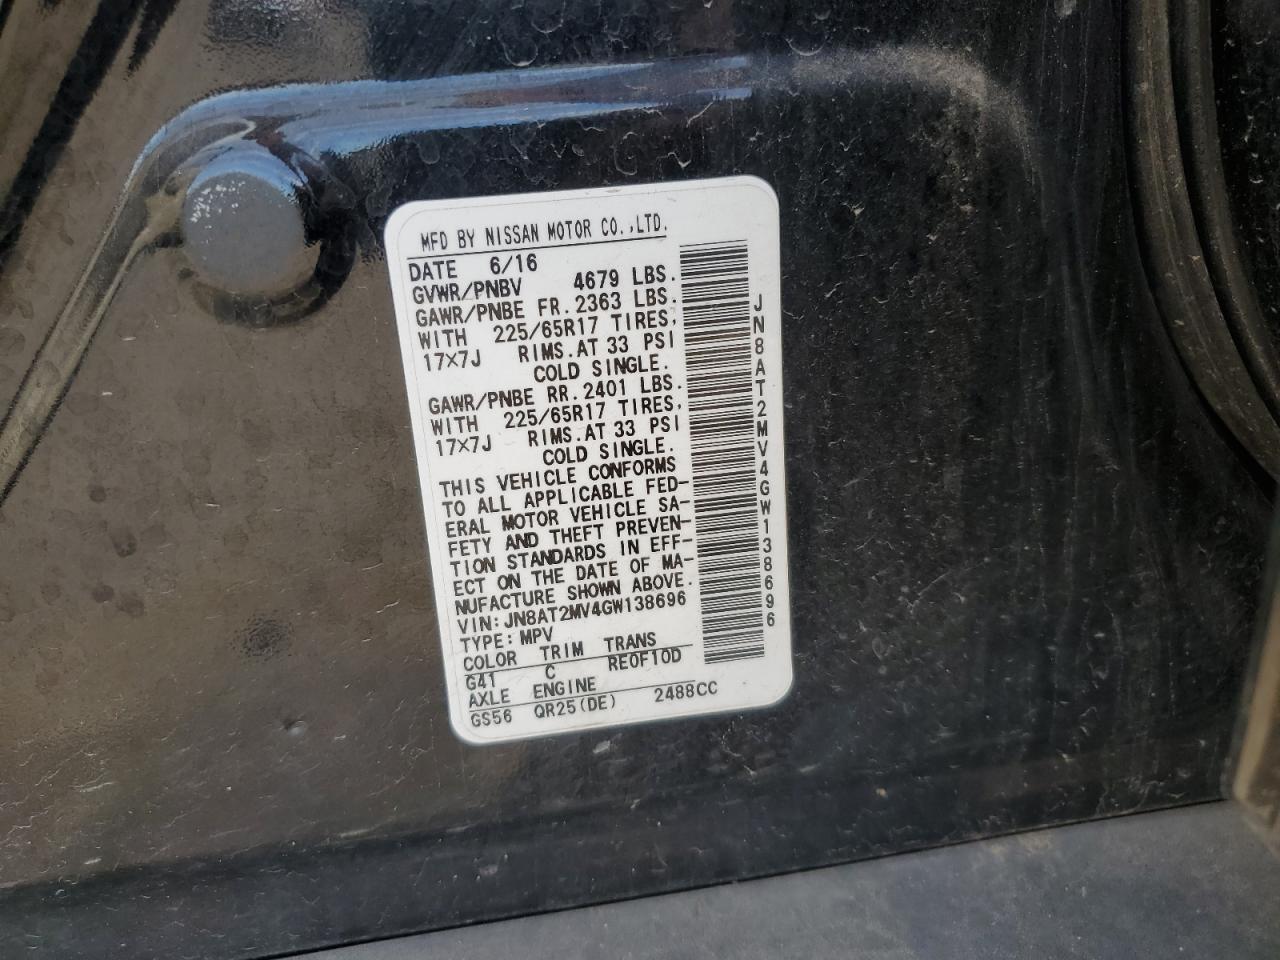 MFD BY NISSAN MOTOR CO.,LTD.
DATE 6/16
GVWR/PNBV 4679 LBS.
GAWR/PNBE FR.2363 LBS.
WITH 225/65R17 TIRES,
17X7J RIMS.AT 33 PSI
COLD SINGLE.
GAWR/PNBE RR.2401 LBS.
WITH 225/65R17 TIRES,
17X7J RIMS.AT 33 PSI
COLD SINGLE.
THIS VEHICLE CONFORMS
TO ALL APPLICABLE FED-
ERAL MOTOR VEHICLE SA-
FETY AND THEFT PREVEN-
TION STANDARDS IN EFF-
ECT ON THE DATE OF MA-
NUFACTURE SHOWN ABOVE.
VIN:JN8AT2MV4GW138696
TYPE:MPV
COLOR TRIM TRANS
G41 C RE0F10D
AXLE ENGINE
GS56 QR25(DE) 2488CC
JN8AT2MV4GW138696